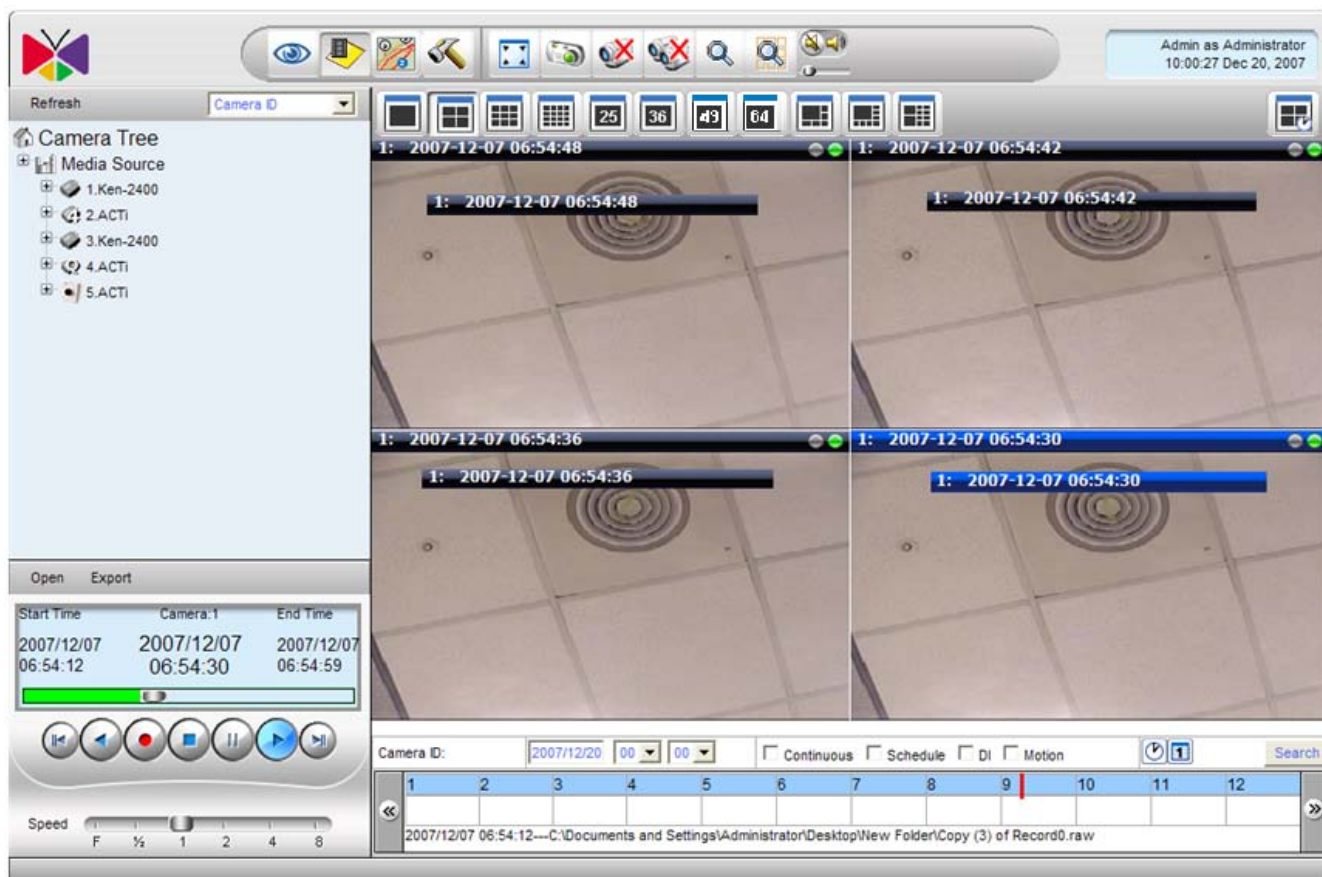 Admin as Administrator
10:00:27 Dec 20, 2007
Refresh
Camera ID
25
36
49
64
Camera Tree
Media Source
1.Ken-2400
2.ACTi
3.Ken-2400
4.ACTi
5.ACTi
1: 2007-12-07 06:54:48
1: 2007-12-07 06:54:42
1: 2007-12-07 06:54:48
1: 2007-12-07 06:54:42
1: 2007-12-07 06:54:36
1: 2007-12-07 06:54:30
1: 2007-12-07 06:54:36
1: 2007-12-07 06:54:30
Open Export
Start Time Camera:1 End Time
2007/12/07 2007/12/07 2007/12/07
06:54:12 06:54:30 06:54:59
Speed
F ½ 1 2 4 8
Camera ID: 2007/12/20 00 00 Continuous Schedule DI Motion 1 Search
1 2 3 4 5 6 7 8 9 10 11 12
2007/12/07 06:54:12---C:\Documents and Settings\Administrator\Desktop\New Folder\Copy (3) of Record0.raw